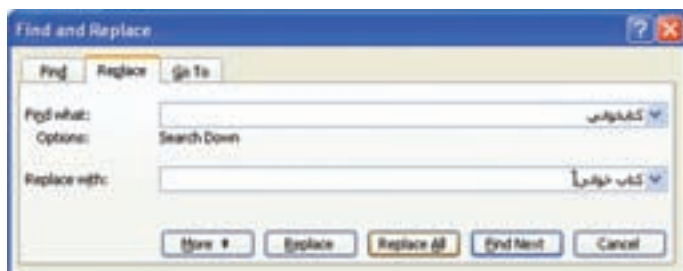 Find and Replace
Find Replace Go To
Find what: کتابخوانی
Options: Search Down
Replace with: کتاب خوانی
More Replace Replace All Find Next Cancel